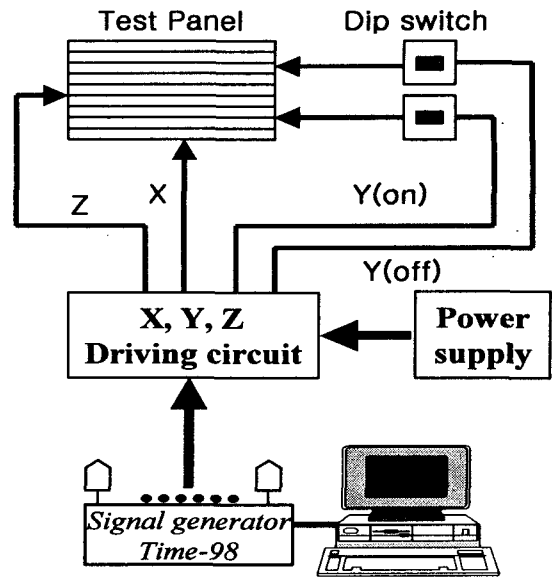 Test Panel
Dip switch
Z
X
Y(on)
Y(off)
X, Y, Z
Driving circuit
Power
supply
Signal generator
Time-98